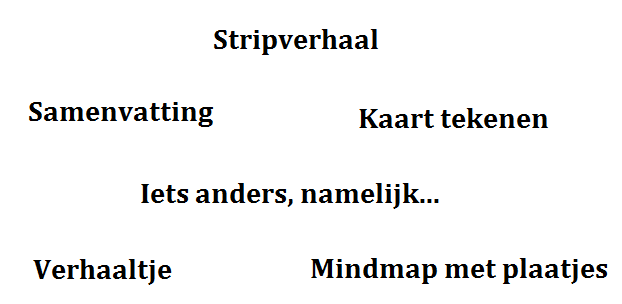 Stripverhaal
Samenvatting
Kaart tekenen
Iets anders, namelijk...
Verhaaltje
Mindmap met plaatjes